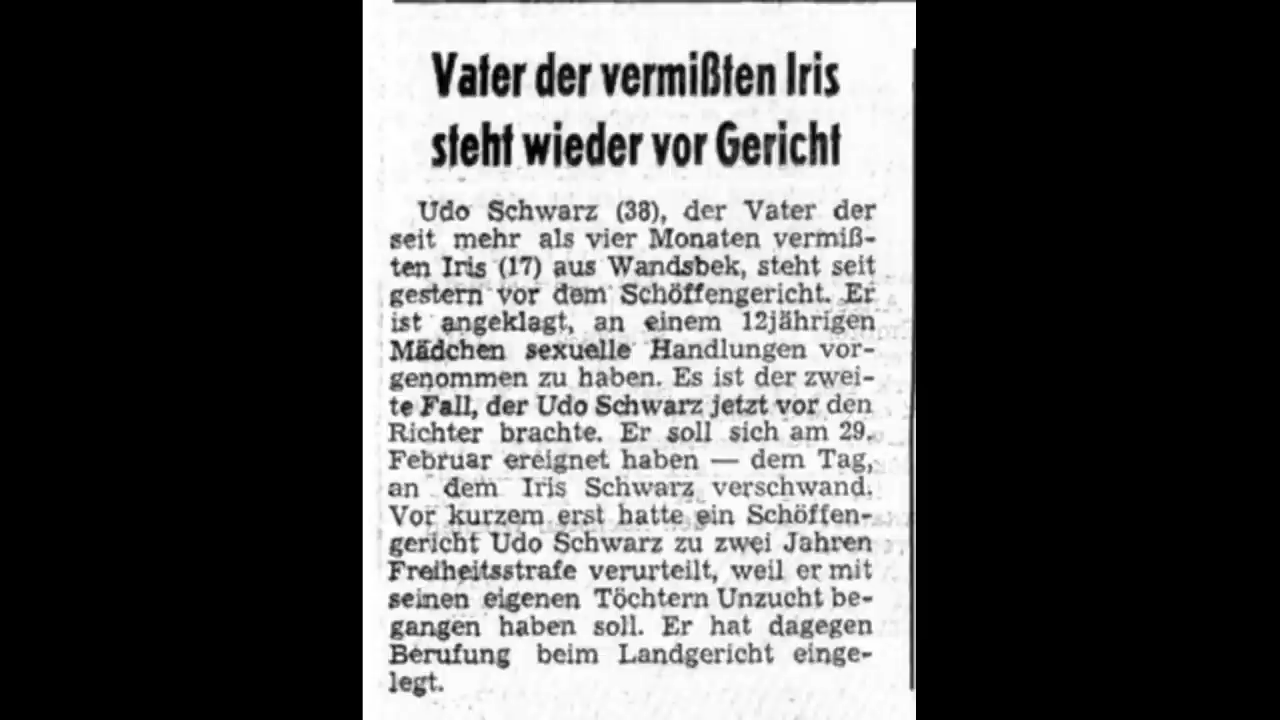 Vater der vermißten Iris
steht wieder vor Gericht
Udo Schwarz (38), der Vater der
seit mehr als vier Monaten vermiß-
ten Iris (17) aus Wandsbek, steht seit
gestern vor dem Schöffengericht. Er
ist angeklagt, an einem 12jährigen
Mädchen sexuelle Handlungen vor-
genommen zu haben. Es ist der zwei-
te Fall, der Udo Schwarz jetzt vor den
Richter brachte. Er soll sich am 29.
Februar ereignet haben — dem Tag,
an dem Iris Schwarz verschwand.
Vor kurzem erst hatte ein Schöffen-
gericht Udo Schwarz zu zwei Jahren
Freiheitsstrafe verurteilt, weil er mit
seinen eigenen Töchtern Unzucht be-
gangen haben soll. Er hat dagegen
Berufung beim Landgericht einge-
legt.